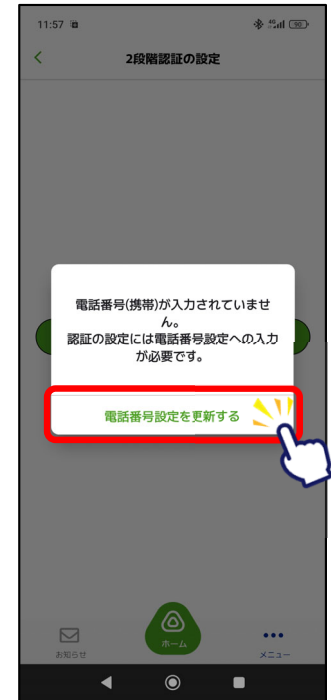 11:57
4G
90
2段階認証の設定
電話番号(携帯)が入力されていませ
ん。
認証の設定には電話番号設定への入力
が必要です。
電話番号設定を更新する
お知らせ
ホーム
メニュー